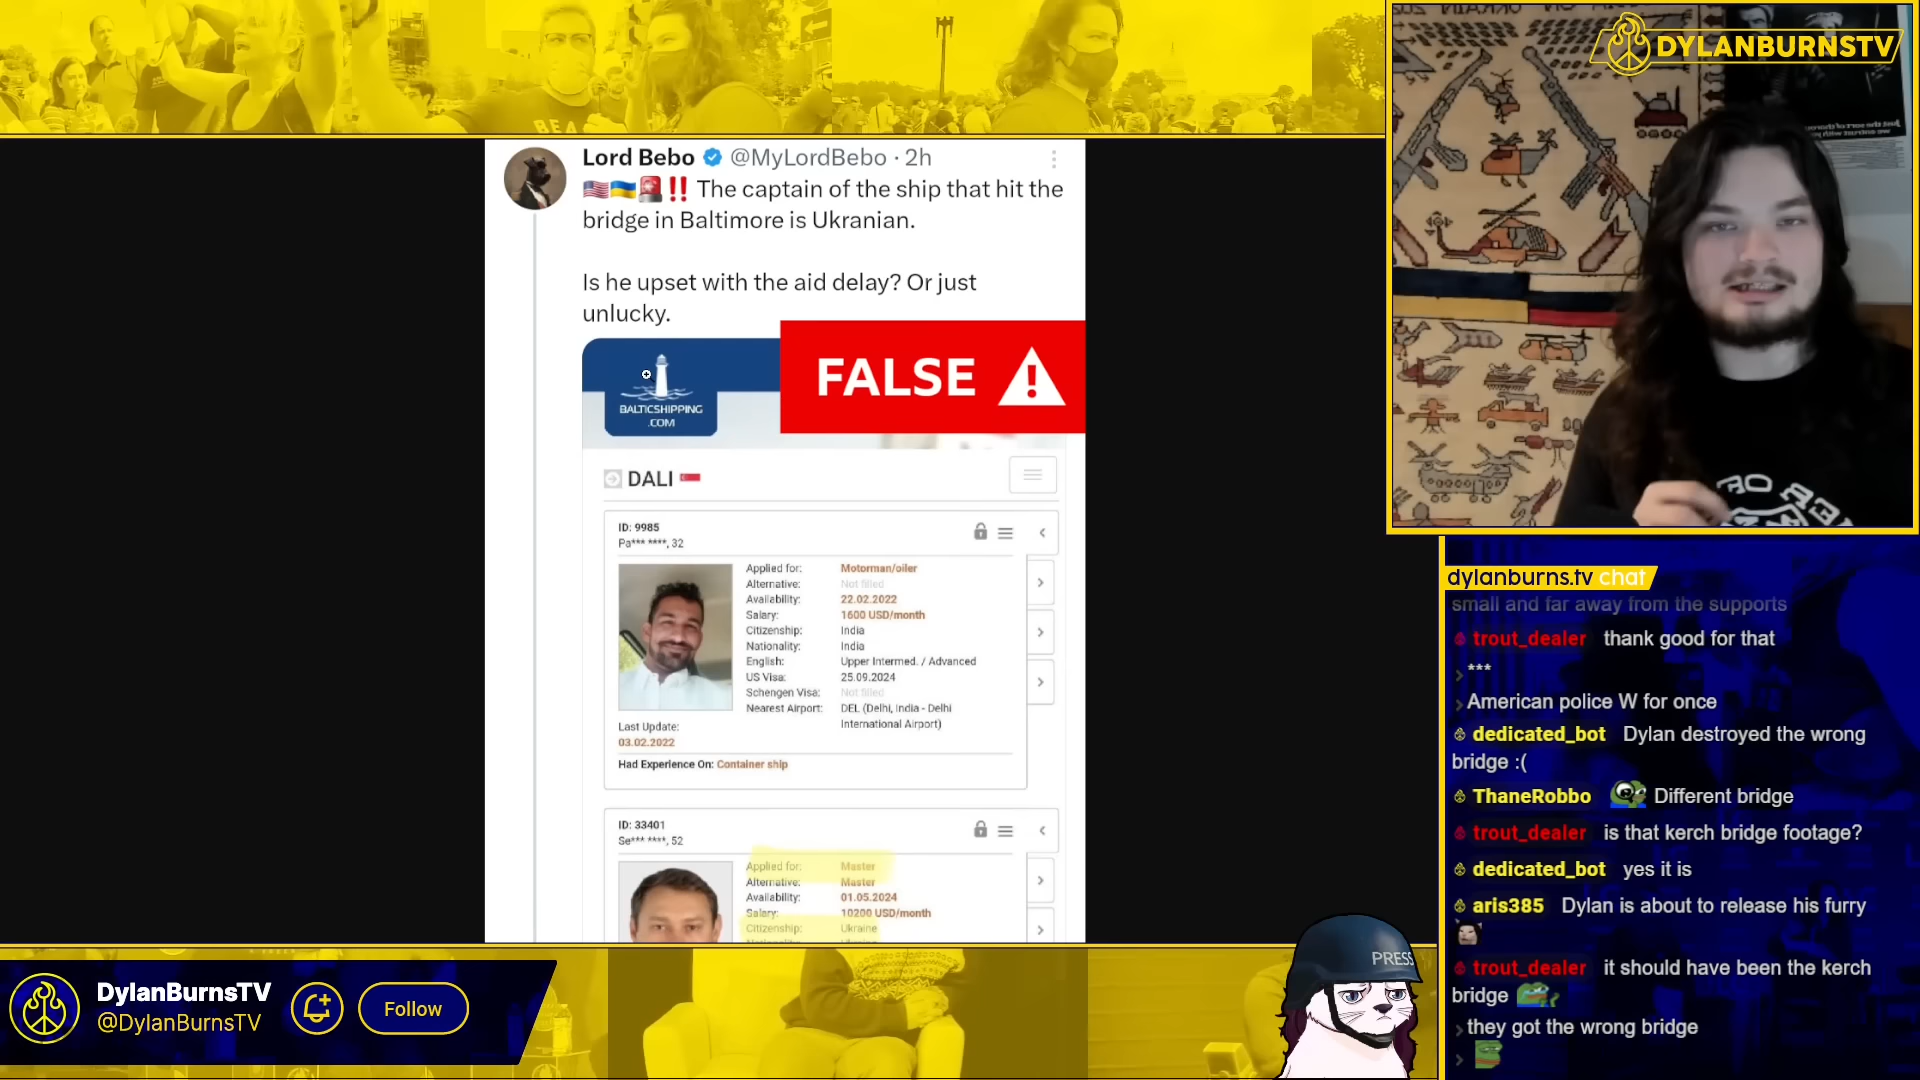 BEA
DYLANBURNSTV
Lord Bebo @MyLordBebo · 2h
🇺🇸🇺🇦🚨‼️ The captain of the ship that hit the
bridge in Baltimore is Ukranian.
Is he upset with the aid delay? Or just
unlucky.
FALSE
BALTICSHIPPING
.COM
DALI
ID: 9985
Pa*** ****, 32
Applied for: Motorman/oiler
Alternative: Not filled
Availability: 22.02.2022
Salary: 1600 USD/month
Citizenship: India
Nationality: India
English: Upper Intermed. / Advanced
US Visa: 25.09.2024
Schengen Visa: Not filled
Nearest Airport: DEL (Delhi, India - Delhi
International Airport)
Last Update:
03.02.2022
Had Experience On: Container ship
ID: 33401
Se*** ****, 52
Applied for: Master
Alternative: Master
Availability: 01.05.2024
Salary: 10200 USD/month
Citizenship: Ukraine
dylanburns.tv chat
small and far away from the supports
trout_dealer thank good for that
***
American police W for once
dedicated_bot Dylan destroyed the wrong
bridge :(
ThaneRobbo Different bridge
trout_dealer is that kerch bridge footage?
dedicated_bot yes it is
aris385 Dylan is about to release his furry
trout_dealer it should have been the kerch
bridge
they got the wrong bridge
PRESS
DylanBurnsTV
@DylanBurnsTV
Follow